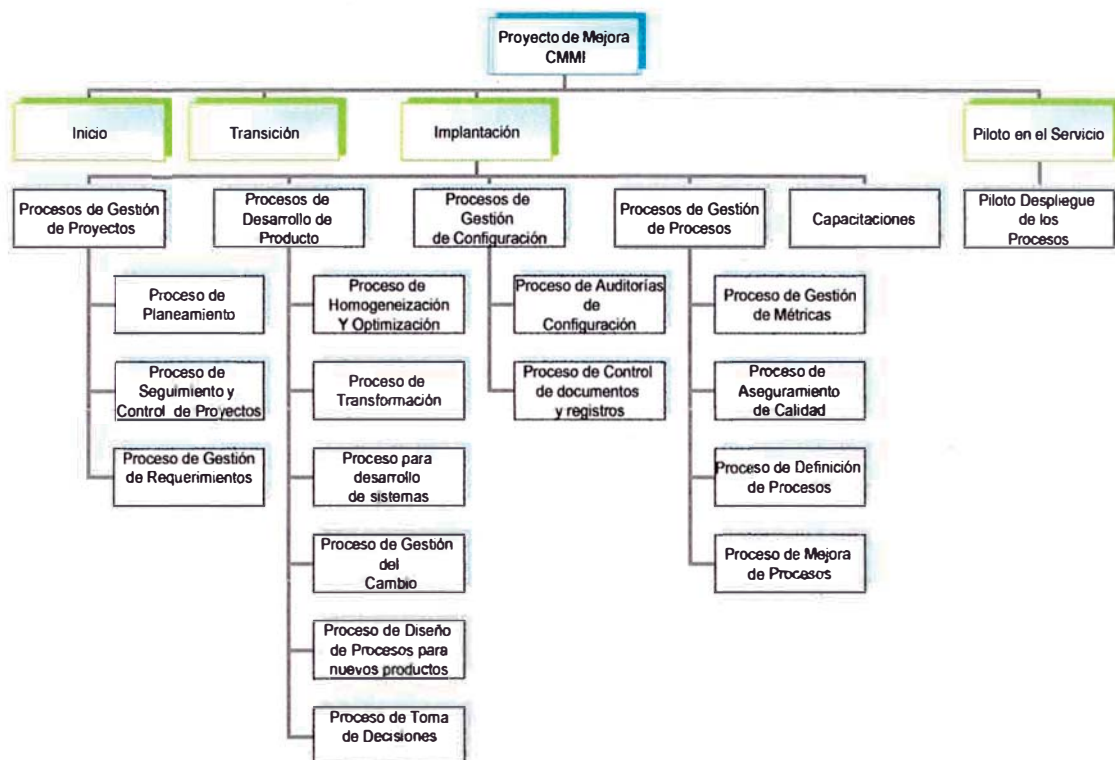 Proyecto de Mejora
CMMI
Inicio
Transición
Implantación
Piloto en el Servicio
Procesos de Gestión
de Proyectos
Procesos de
Desarrollo de
Producto
Procesos de
Gestión
de Configuración
Procesos de Gestión
de Procesos
Capacitaciones
Piloto Despliegue
de los
Procesos
Proceso de
Planeamiento
Proceso de
Seguimiento y
Control de Proyectos
Proceso de Gestión
de Requerimientos
Proceso de
Homogeneización
Y Optimización
Proceso de
Transformación
Proceso para
desarrollo
de sistemas
Proceso de Gestión
del
Cambio
Proceso de Diseño
de Procesos para
nuevos productos
Proceso de Toma
de Decisiones
Proceso de Auditorías
de
Configuración
Proceso de Control
de documentos
y registros
Proceso de Gestión
de Métricas
Proceso de
Aseguramiento
de Calidad
Proceso de Definición
de Procesos
Proceso de Mejora
de Procesos